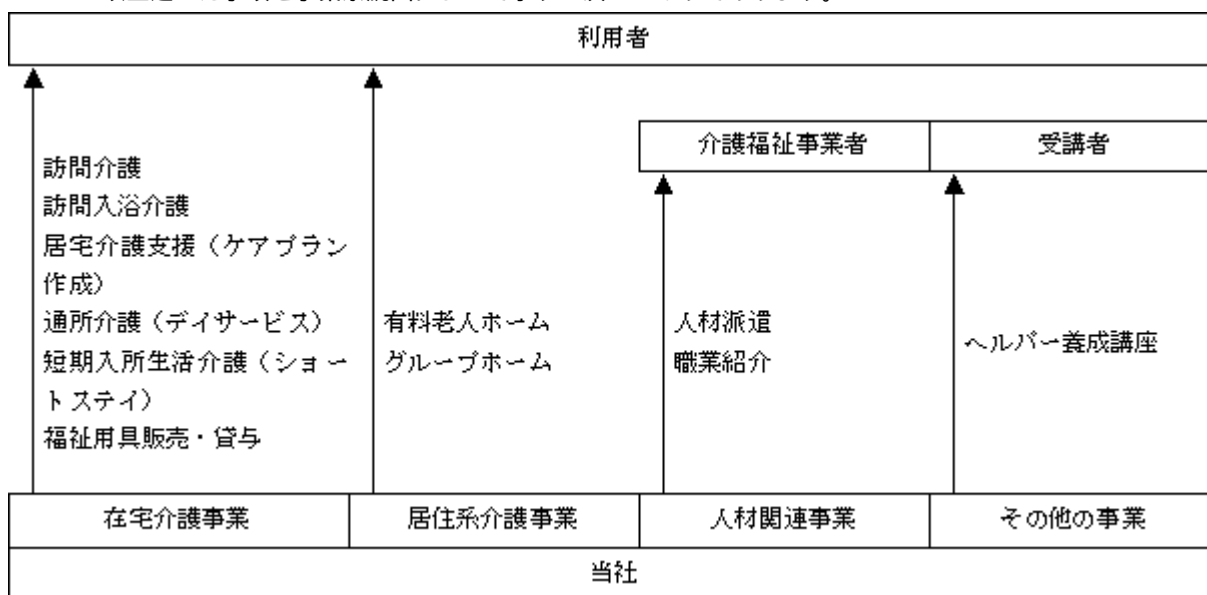 利用者
介護福祉事業者
受講者
訪問介護
訪問入浴介護
居宅介護支援（ケアプラン
作成）
通所介護（デイサービス）
短期入所生活介護（ショー
トステイ）
福祉用具販売・貸与
有料老人ホーム
グループホーム
人材派遣
職業紹介
ヘルパー養成講座
在宅介護事業
居住系介護事業
人材関連事業
その他の事業
当社